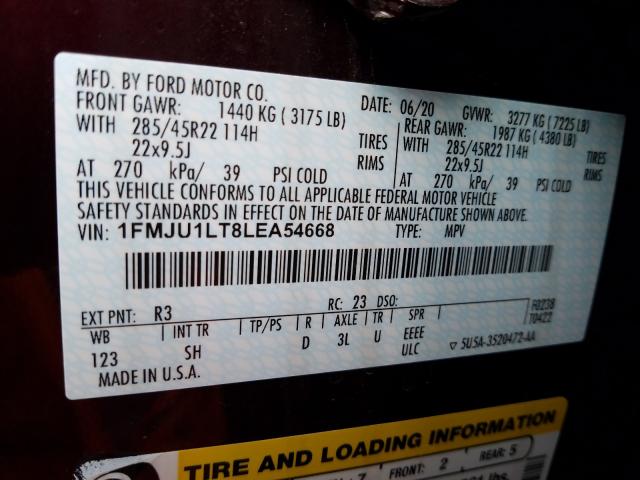 MFD. BY FORD MOTOR CO.
DATE: 06/20 GVWR: 3277 KG ( 7225 LB)
FRONT GAWR: 1440 KG ( 3175 LB)
REAR GAWR: 1987 KG ( 4380 LB)
WITH 285/45R22 114H TIRES
WITH 285/45R22 114H TIRES
22x9.5J RIMS
22x9.5J RIMS
AT 270 kPa/ 39 PSI COLD
AT 270 kPa/ 39 PSI COLD
THIS VEHICLE CONFORMS TO ALL APPLICABLE FEDERAL MOTOR VEHICLE
SAFETY STANDARDS IN EFFECT ON THE DATE OF MANUFACTURE SHOWN ABOVE.
VIN: 1FMJU1LT8LEA54668 TYPE: MPV
EXT PNT: R3 RC: 23 DSO: F0238
T0422
WB INT TR TP/PS R AXLE TR SPR
123 SH D 3L U EEEE
ULC ▽ 5USA-3520472-AA
MADE IN U.S.A.
TIRE AND LOADING INFORMATION
7 FRONT: 2 REAR: 5
lbs.